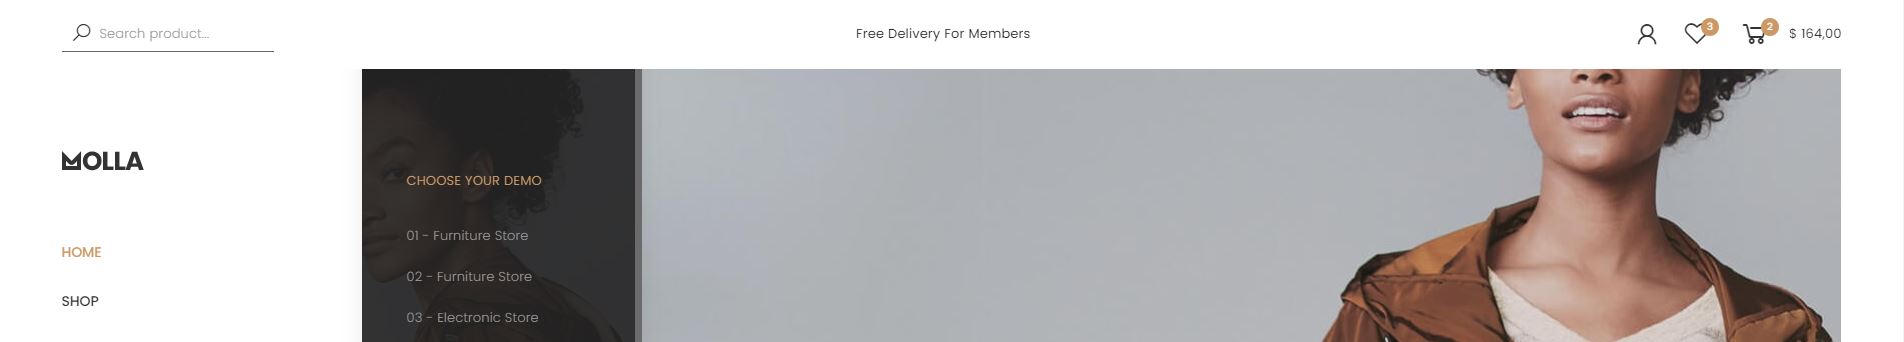 Search product...
Free Delivery For Members
3
2
$ 164,00
MOLLA
CHOOSE YOUR DEMO
01 - Furniture Store
HOME
02 - Furniture Store
SHOP
03 - Electronic Store